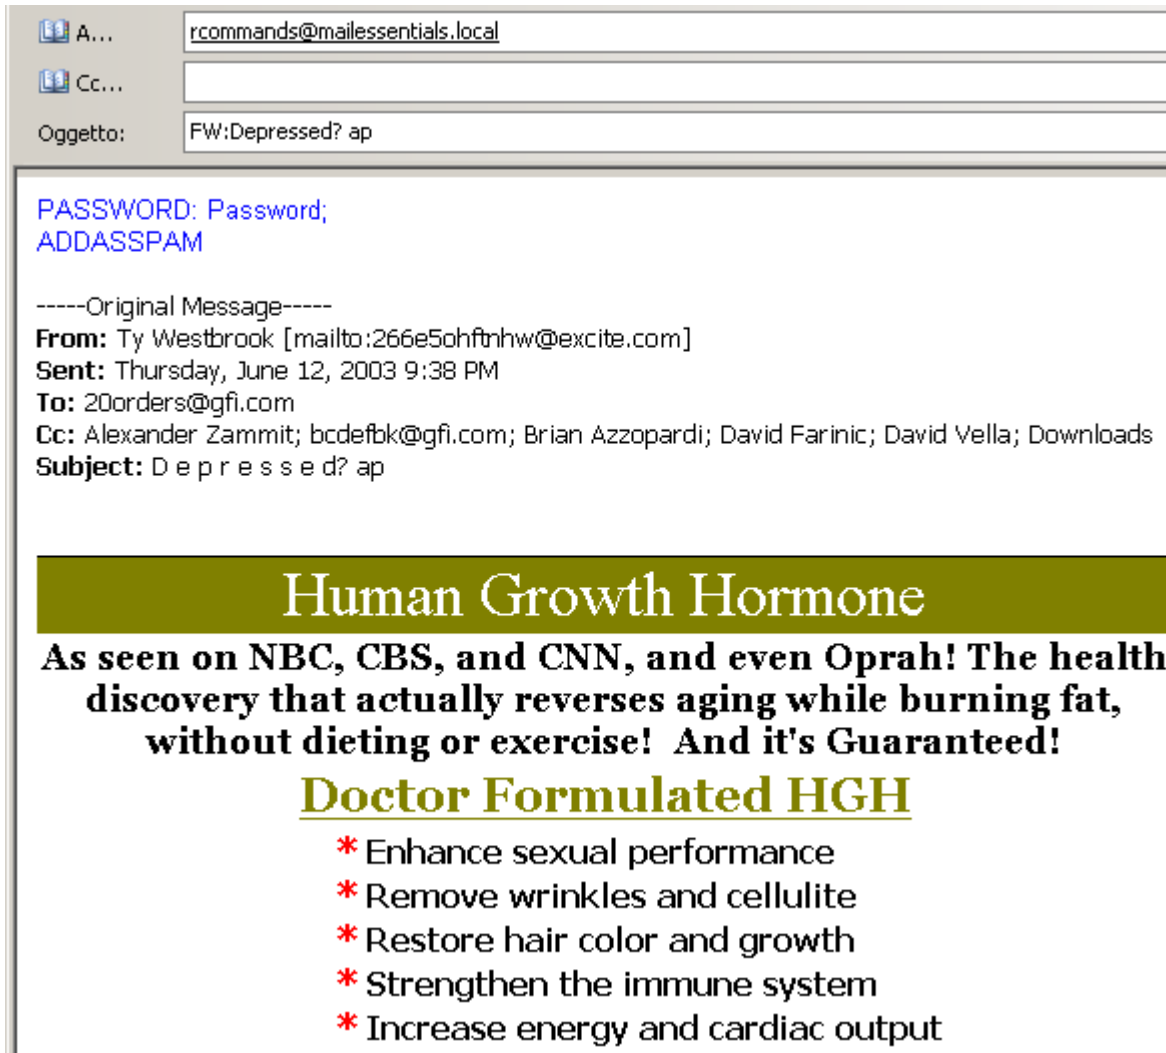 A...
rcommands@mailessentials.local
Cc...
Oggetto:
FW:Depressed? ap
PASSWORD: Password;
ADDASSPAM
-----Original Message-----
From: Ty Westbrook [mailto:266e5ohftnhw@excite.com]
Sent: Thursday, June 12, 2003 9:38 PM
To: 20orders@gfi.com
Cc: Alexander Zammit; bcdefbk@gfi.com; Brian Azzopardi; David Farinic; David Vella; Downloads
Subject: D e p r e s s e d? ap
Human Growth Hormone
As seen on NBC, CBS, and CNN, and even Oprah! The health
discovery that actually reverses aging while burning fat,
without dieting or exercise! And it's Guaranteed!
Doctor Formulated HGH
* Enhance sexual performance
* Remove wrinkles and cellulite
* Restore hair color and growth
* Strengthen the immune system
* Increase energy and cardiac output